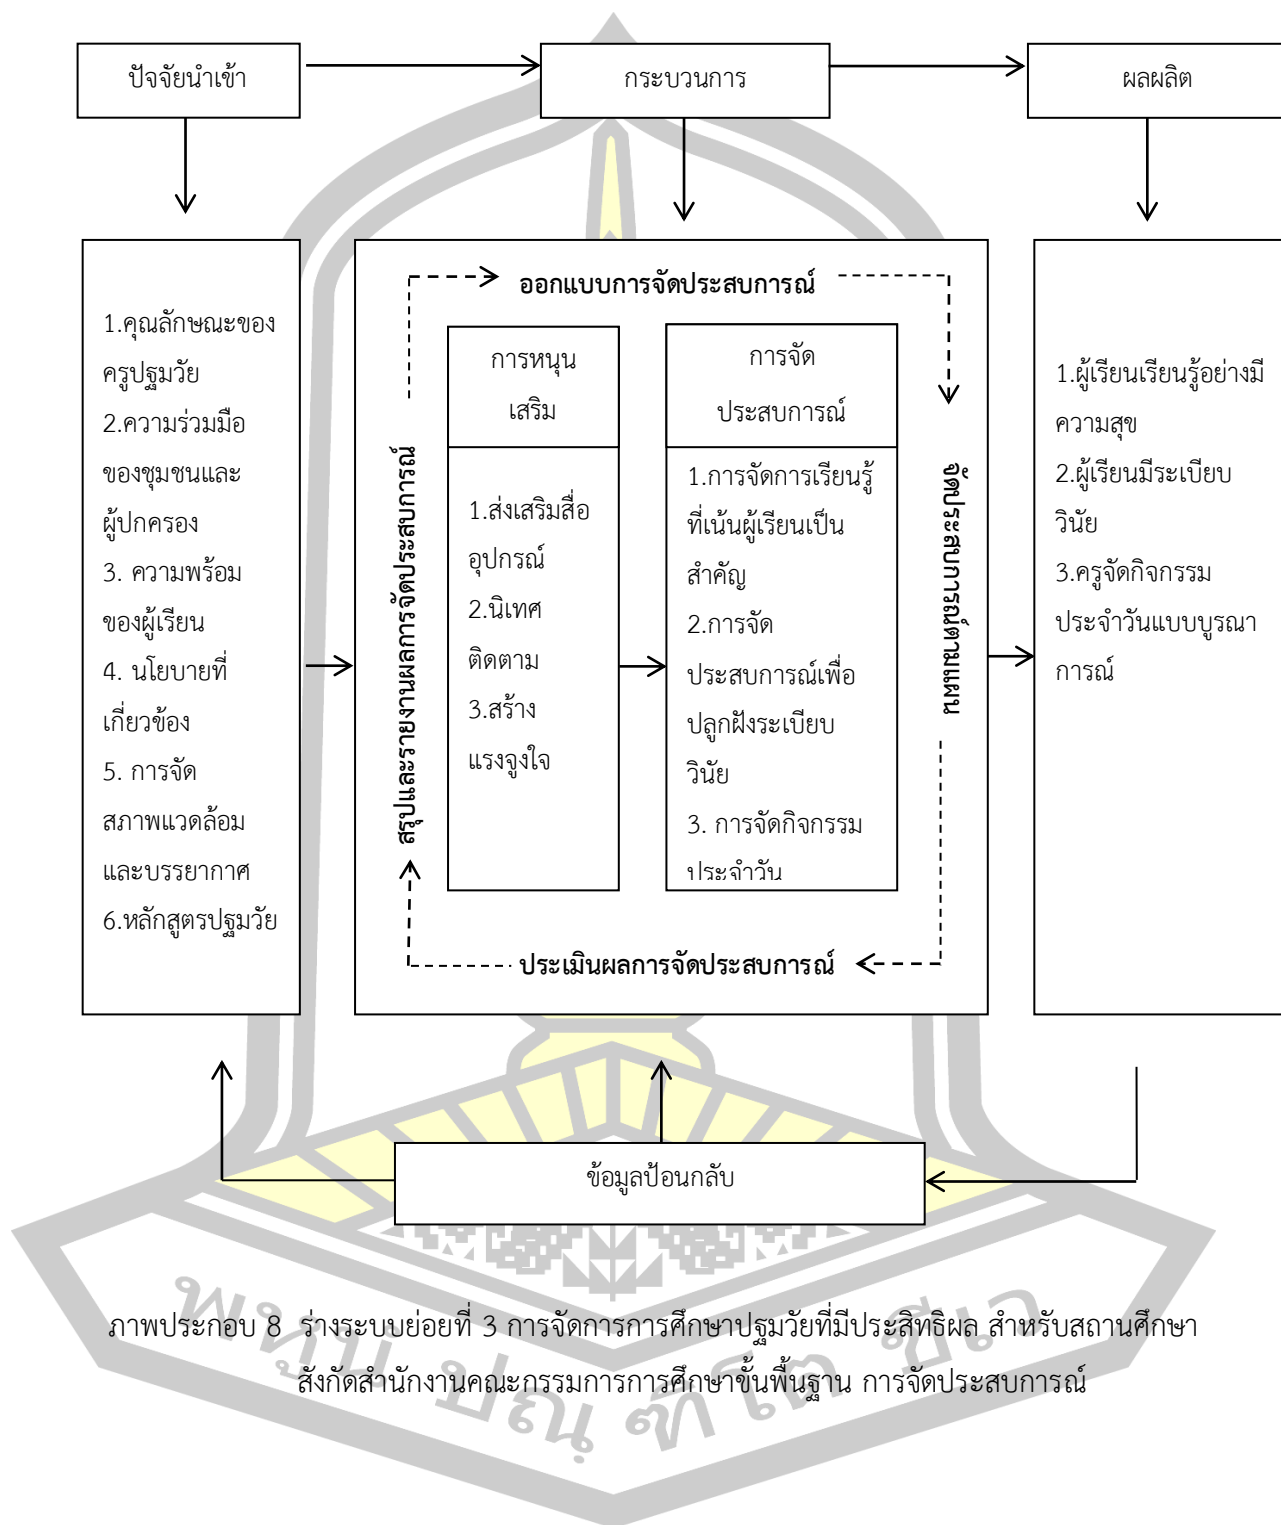 ปัจจัยนำเข้า
กระบวนการ
ผลผลิต
1.คุณลักษณะของ
ครูปฐมวัย
2.ความร่วมมือ
ของชุมชนและ
ผู้ปกครอง
3. ความพร้อม
ของผู้เรียน
4. นโยบายที่
เกี่ยวข้อง
5. การจัด
สภาพแวดล้อม
และบรรยากาศ
6.หลักสูตรปฐมวัย
ออกแบบการจัดประสบการณ์
สรุปและรายงานผลการจัดประสบการณ์
การหนุน
เสริม
1.ส่งเสริมสื่อ
อุปกรณ์
2.นิเทศ
ติดตาม
3.สร้าง
แรงจูงใจ
การจัด
ประสบการณ์
1.การจัดการเรียนรู้
ที่เน้นผู้เรียนเป็น
สำคัญ
2.การจัด
ประสบการณ์เพื่อ
ปลูกฝังระเบียบ
วินัย
3. การจัดกิจกรรม
ประจำวัน
จัดประสบการณ์ตามแผน
ประเมินผลการจัดประสบการณ์
1.ผู้เรียนเรียนรู้อย่างมี
ความสุข
2.ผู้เรียนมีระเบียบ
วินัย
3.ครูจัดกิจกรรม
ประจำวันแบบบูรณา
การณ์
ข้อมูลป้อนกลับ
ภาพประกอบ 8 ร่างระบบย่อยที่ 3 การจัดการการศึกษาปฐมวัยที่มีประสิทธิผล สำหรับสถานศึกษา
สังกัดสำนักงานคณะกรรมการการศึกษาขั้นพื้นฐาน การจัดประสบการณ์
พหูนํ ปณฺฑิโต ชีเว